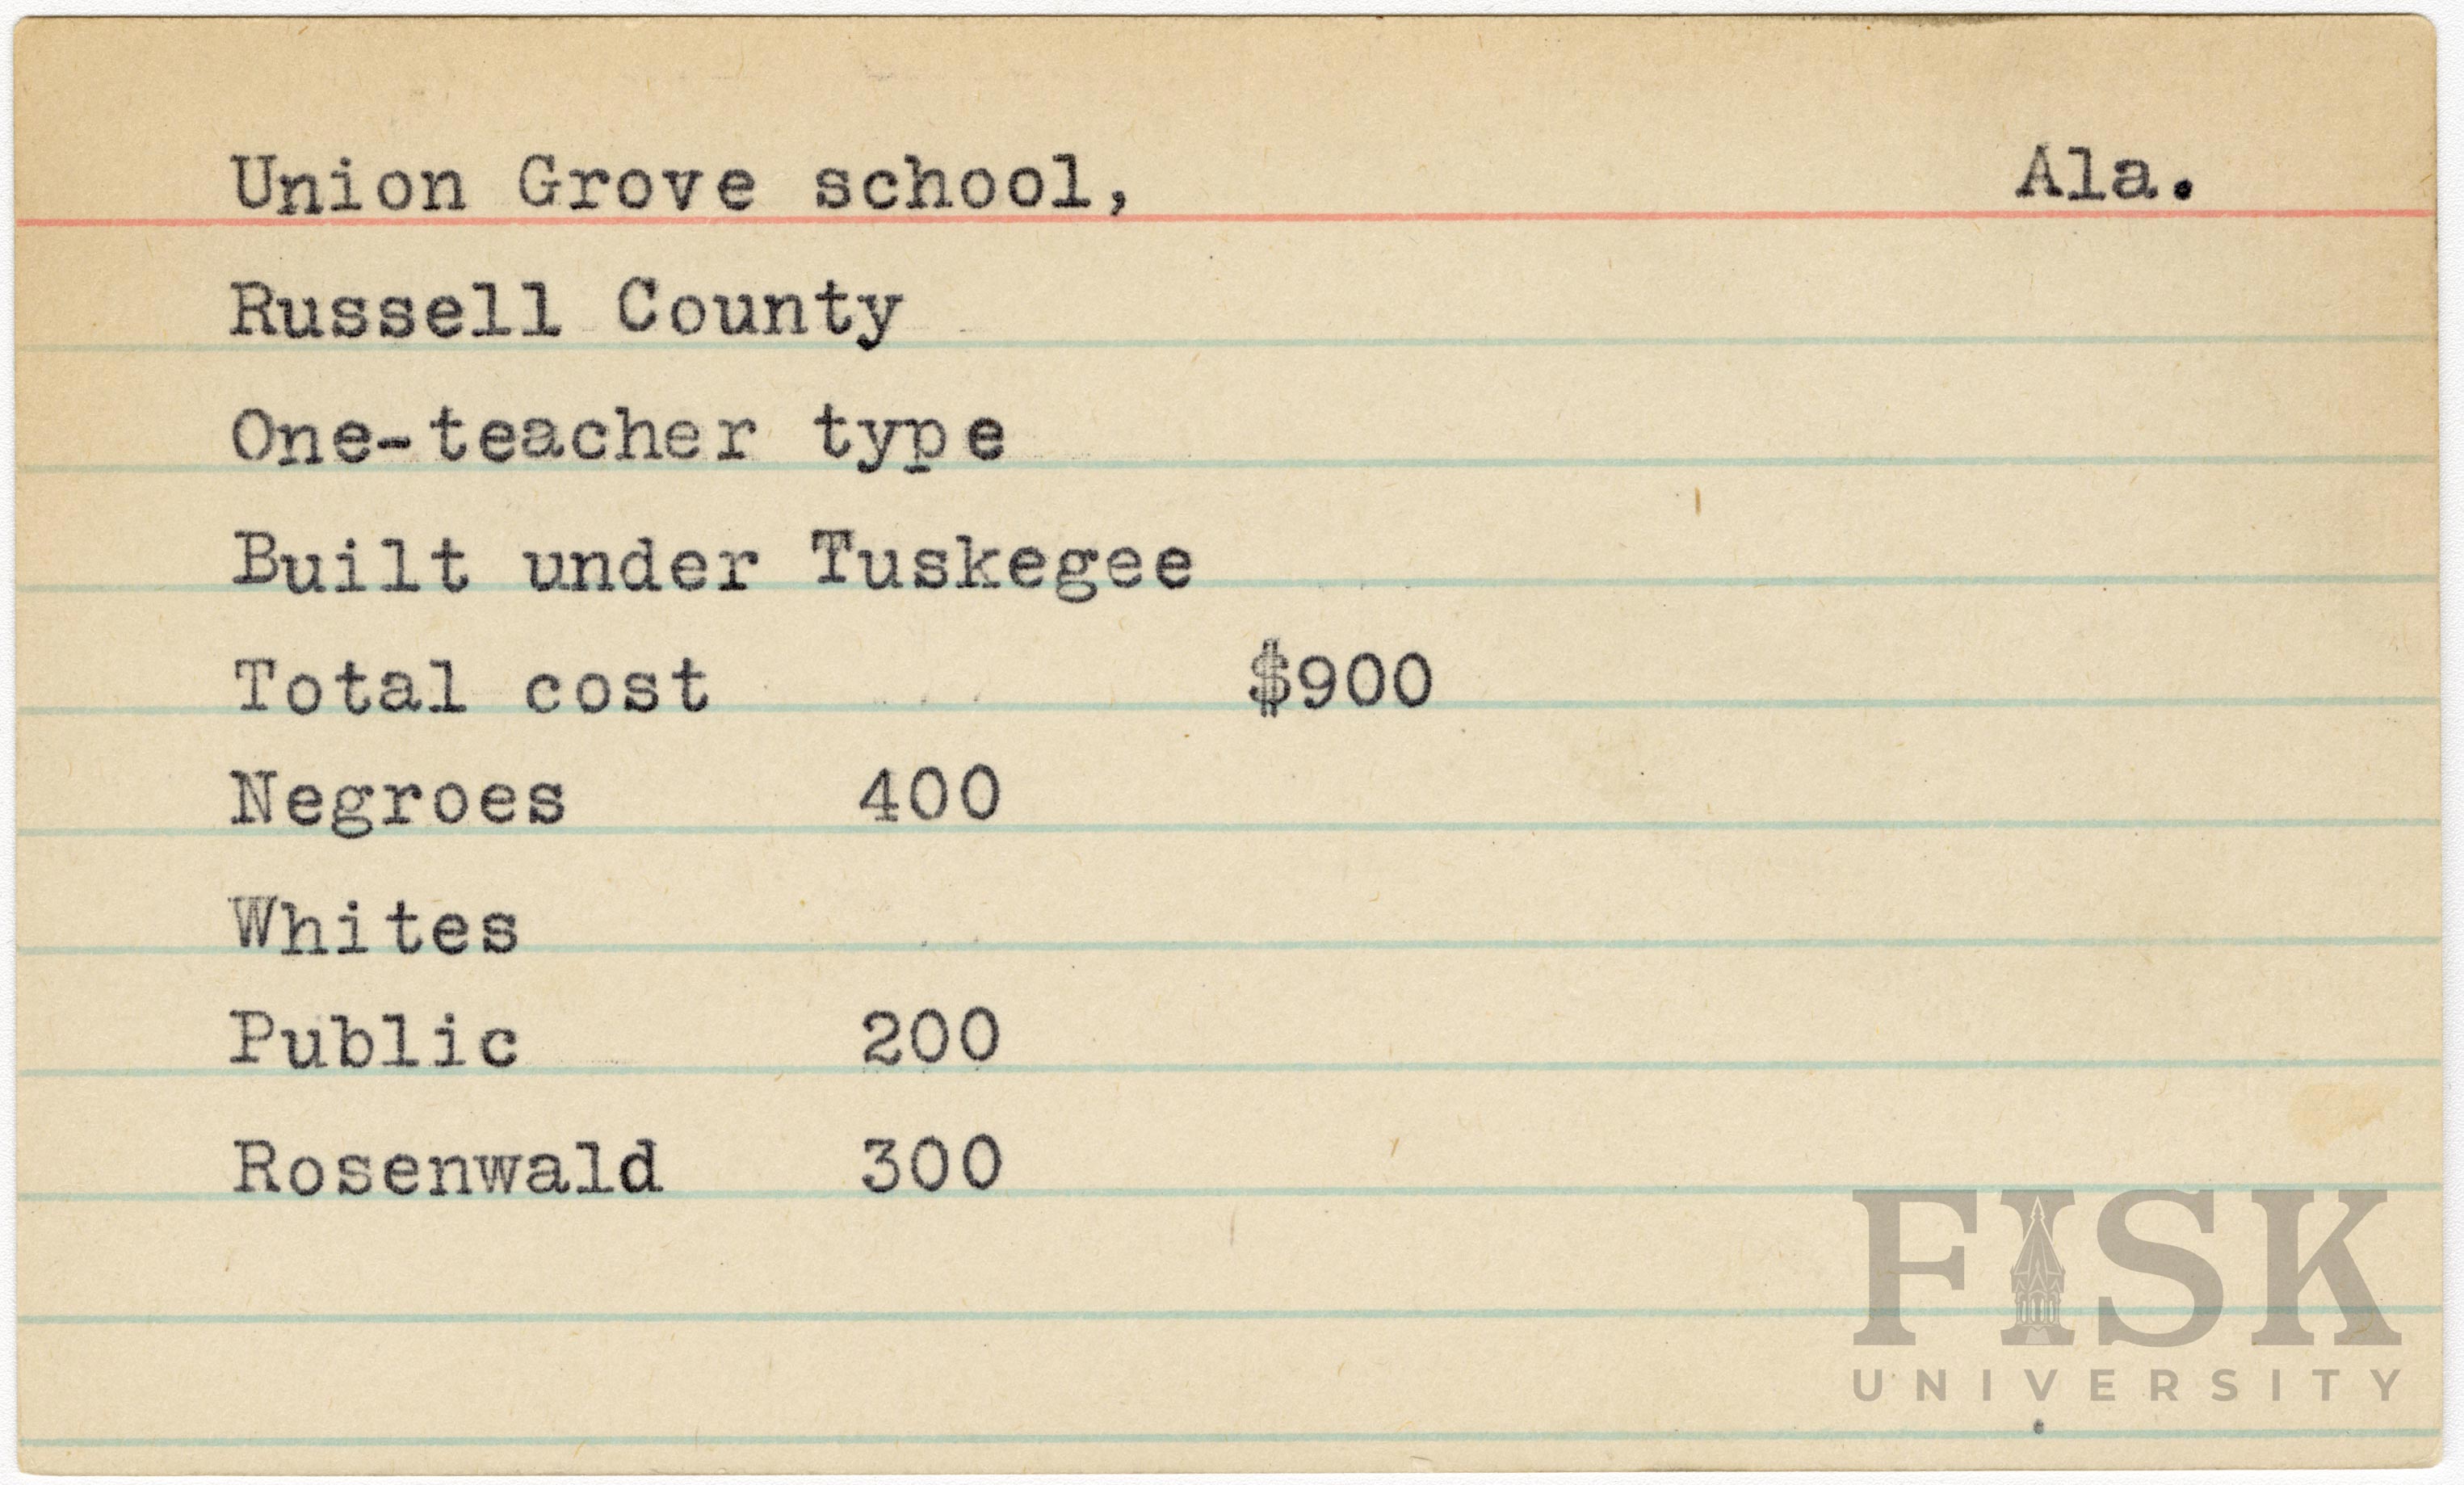 Union Grove school, Ala.
Russell County
One-teacher type
Built under Tuskegee
Total cost $900
Negroes 400
Whites
Public 200
Rosenwald 300
FISK
UNIVERSITY